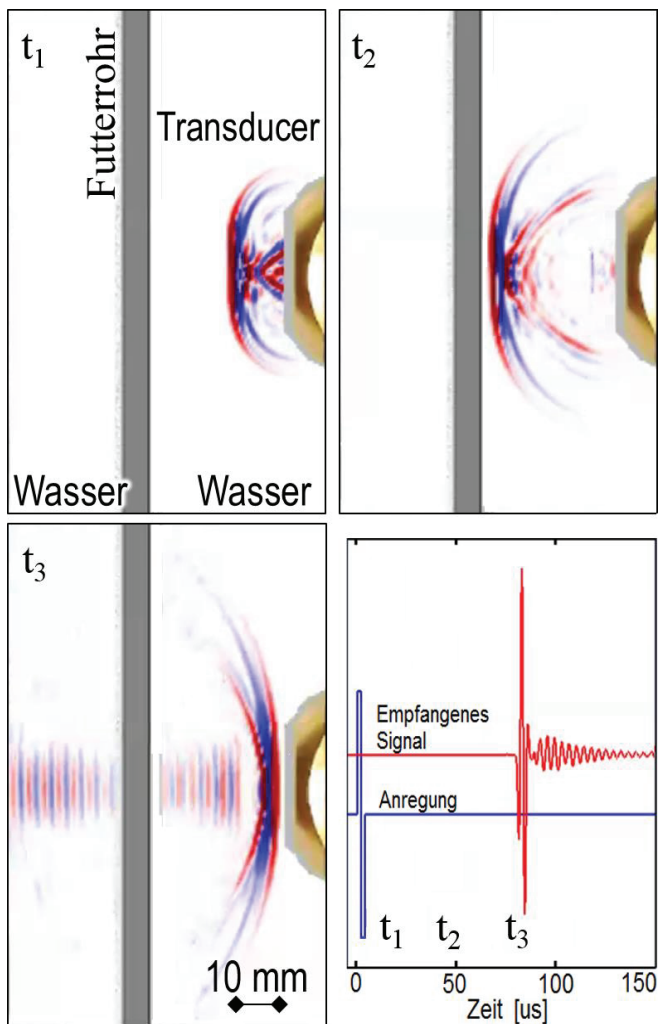 t1
Futterrohr
Transducer
Wasser
Wasser
t2
t3
10 mm
Empfangenes
Signal
Anregung
t1 t2 t3
0 50 100 150
Zeit [us]